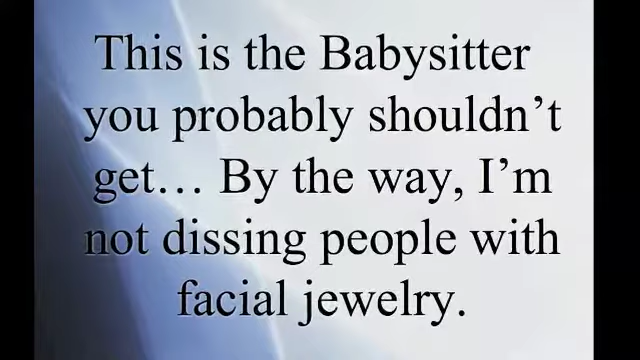 This is the Babysitter
you probably shouldn’t
get… By the way, I’m
not dissing people with
facial jewelry.